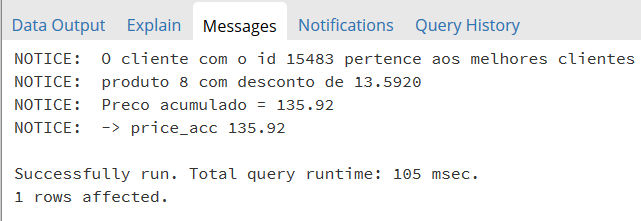 Data Output Explain Messages Notifications Query History
NOTICE:  O cliente com o id 15483 pertence aos melhores clientes
NOTICE:  produto 8 com desconto de 13.5920
NOTICE:  Preco acumulado = 135.92
NOTICE:  -> price_acc 135.92
Successfully run. Total query runtime: 105 msec.
1 rows affected.